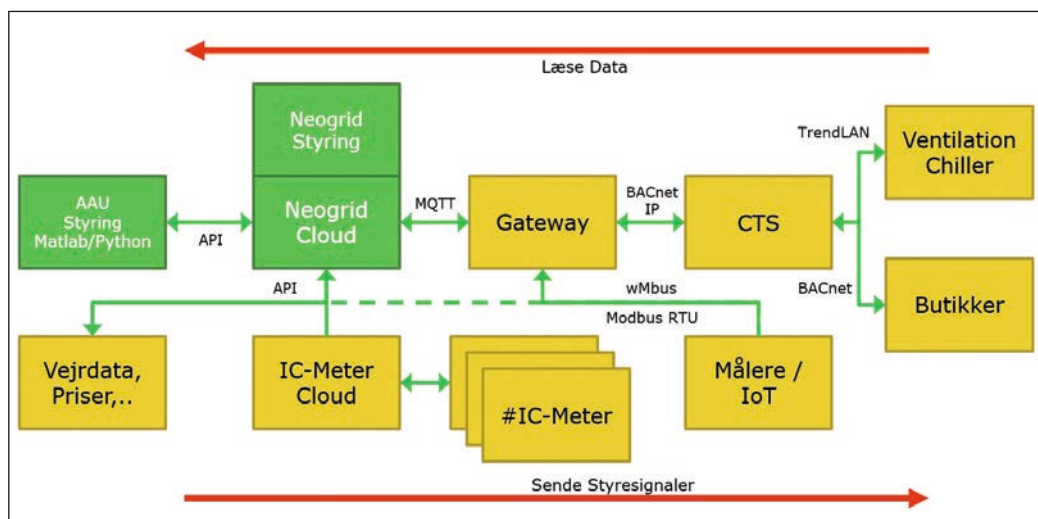 Læse Data
Neogrid
Styring
TrendLAN
Ventilation
Chiller
AAU
Styring
Matlab/Python
API
Neogrid
Cloud
MQTT
Gateway
BACnet
IP
CTS
BACnet
Butikker
API
wMbus
Modbus RTU
Vejrdata,
Priser,..
IC-Meter
Cloud
#IC-Meter
Målere /
IoT
Sende Styresignaler